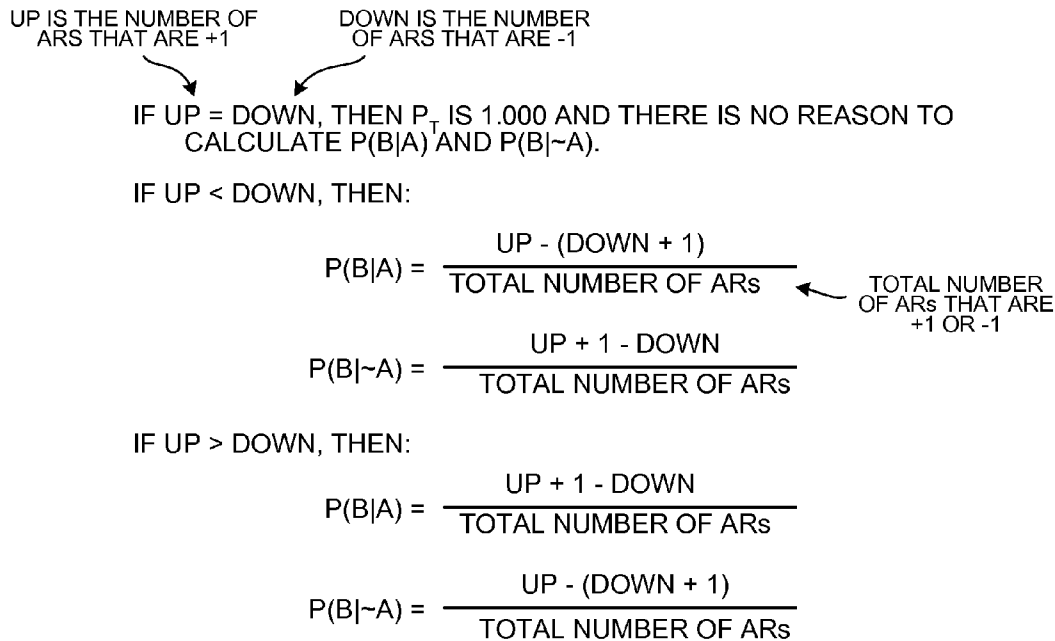 UP IS THE NUMBER OF
ARS THAT ARE +1
DOWN IS THE NUMBER
OF ARS THAT ARE -1
IF UP = DOWN, THEN P_T IS 1.000 AND THERE IS NO REASON TO
CALCULATE P(B|A) AND P(B|~A).
IF UP < DOWN, THEN:
UP - (DOWN + 1)
P(B|A) =
TOTAL NUMBER OF ARs
TOTAL NUMBER
OF ARs THAT ARE
+1 OR -1
UP + 1 - DOWN
P(B|~A) =
TOTAL NUMBER OF ARs
IF UP > DOWN, THEN:
UP + 1 - DOWN
P(B|A) =
TOTAL NUMBER OF ARs
UP - (DOWN + 1)
P(B|~A) =
TOTAL NUMBER OF ARs